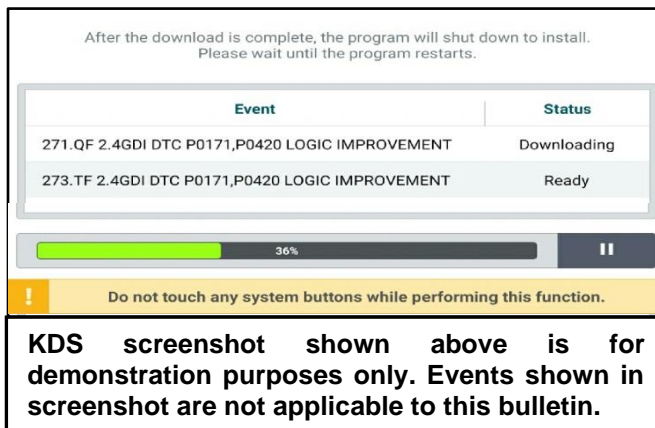 After the download is complete, the program will shut down to install.
Please wait until the program restarts.
Event Status
271.QF 2.4GDI DTC P0171,P0420 LOGIC IMPROVEMENT Downloading
273.TF 2.4GDI DTC P0171,P0420 LOGIC IMPROVEMENT Ready
36%
! Do not touch any system buttons while performing this function.
KDS screenshot shown above is for
demonstration purposes only. Events shown in
screenshot are not applicable to this bulletin.